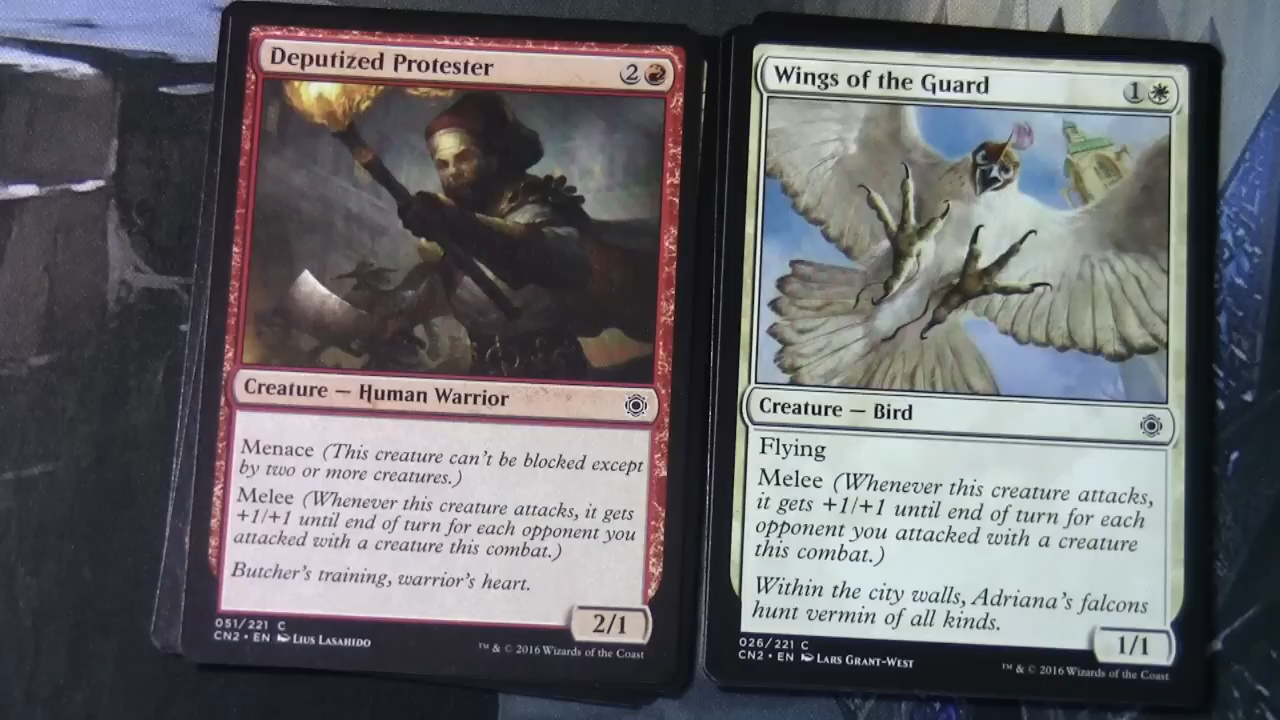 Deputized Protester 2
Creature — Human Warrior
Menace (This creature can't be blocked except
by two or more creatures.)
Melee (Whenever this creature attacks, it gets
+1/+1 until end of turn for each opponent you
attacked with a creature this combat.)
Butcher's training, warrior's heart.
2/1
051/221 C
CN2 • EN Lius Lasahido
™ & © 2016 Wizards of the Coast
Wings of the Guard 1
Creature — Bird
Flying
Melee (Whenever this creature attacks,
it gets +1/+1 until end of turn for each
opponent you attacked with a creature
this combat.)
Within the city walls, Adriana's falcons
hunt vermin of all kinds.
1/1
026/221 C
CN2 • EN Lars Grant-West
™ & © 2016 Wizards of the Coast